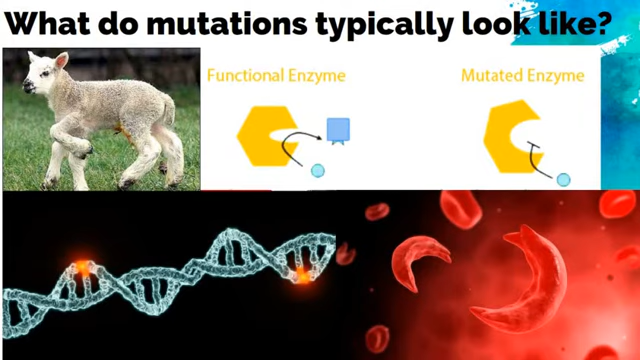 What do mutations typically look like?
Functional Enzyme
Mutated Enzyme